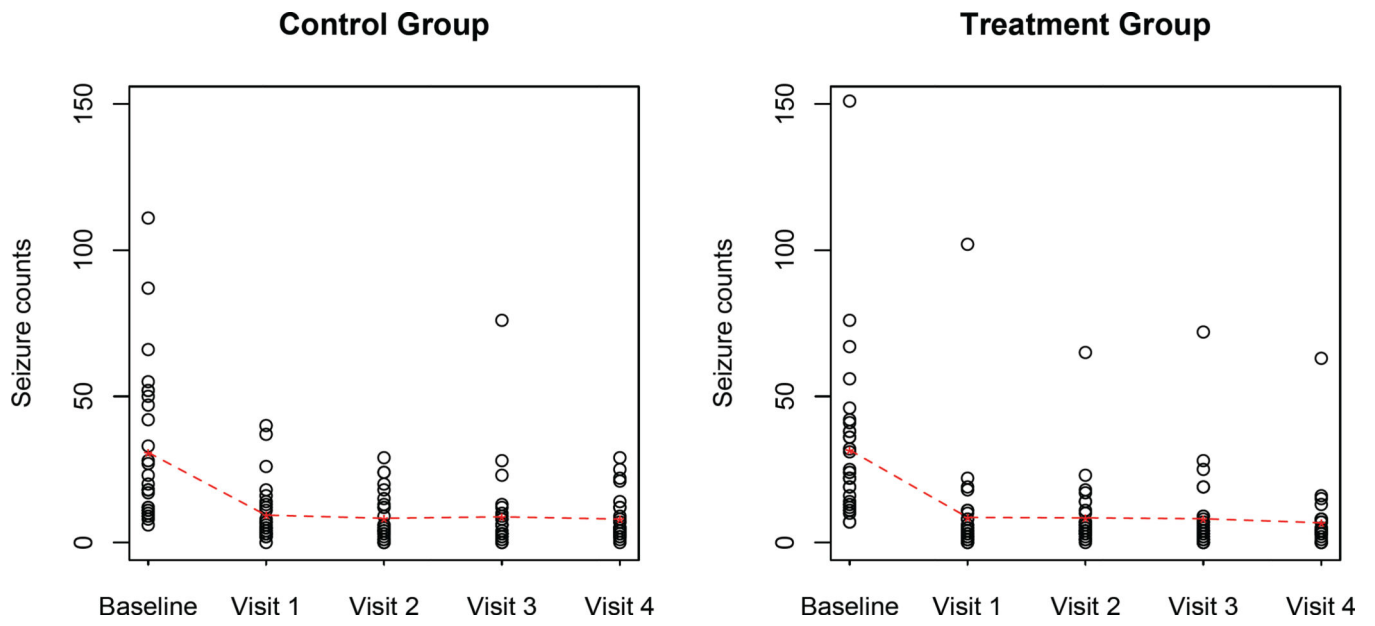 Control Group
Seizure counts
150
100
50
0
Baseline Visit 1 Visit 2 Visit 3 Visit 4
Treatment Group
Seizure counts
150
100
50
0
Baseline Visit 1 Visit 2 Visit 3 Visit 4